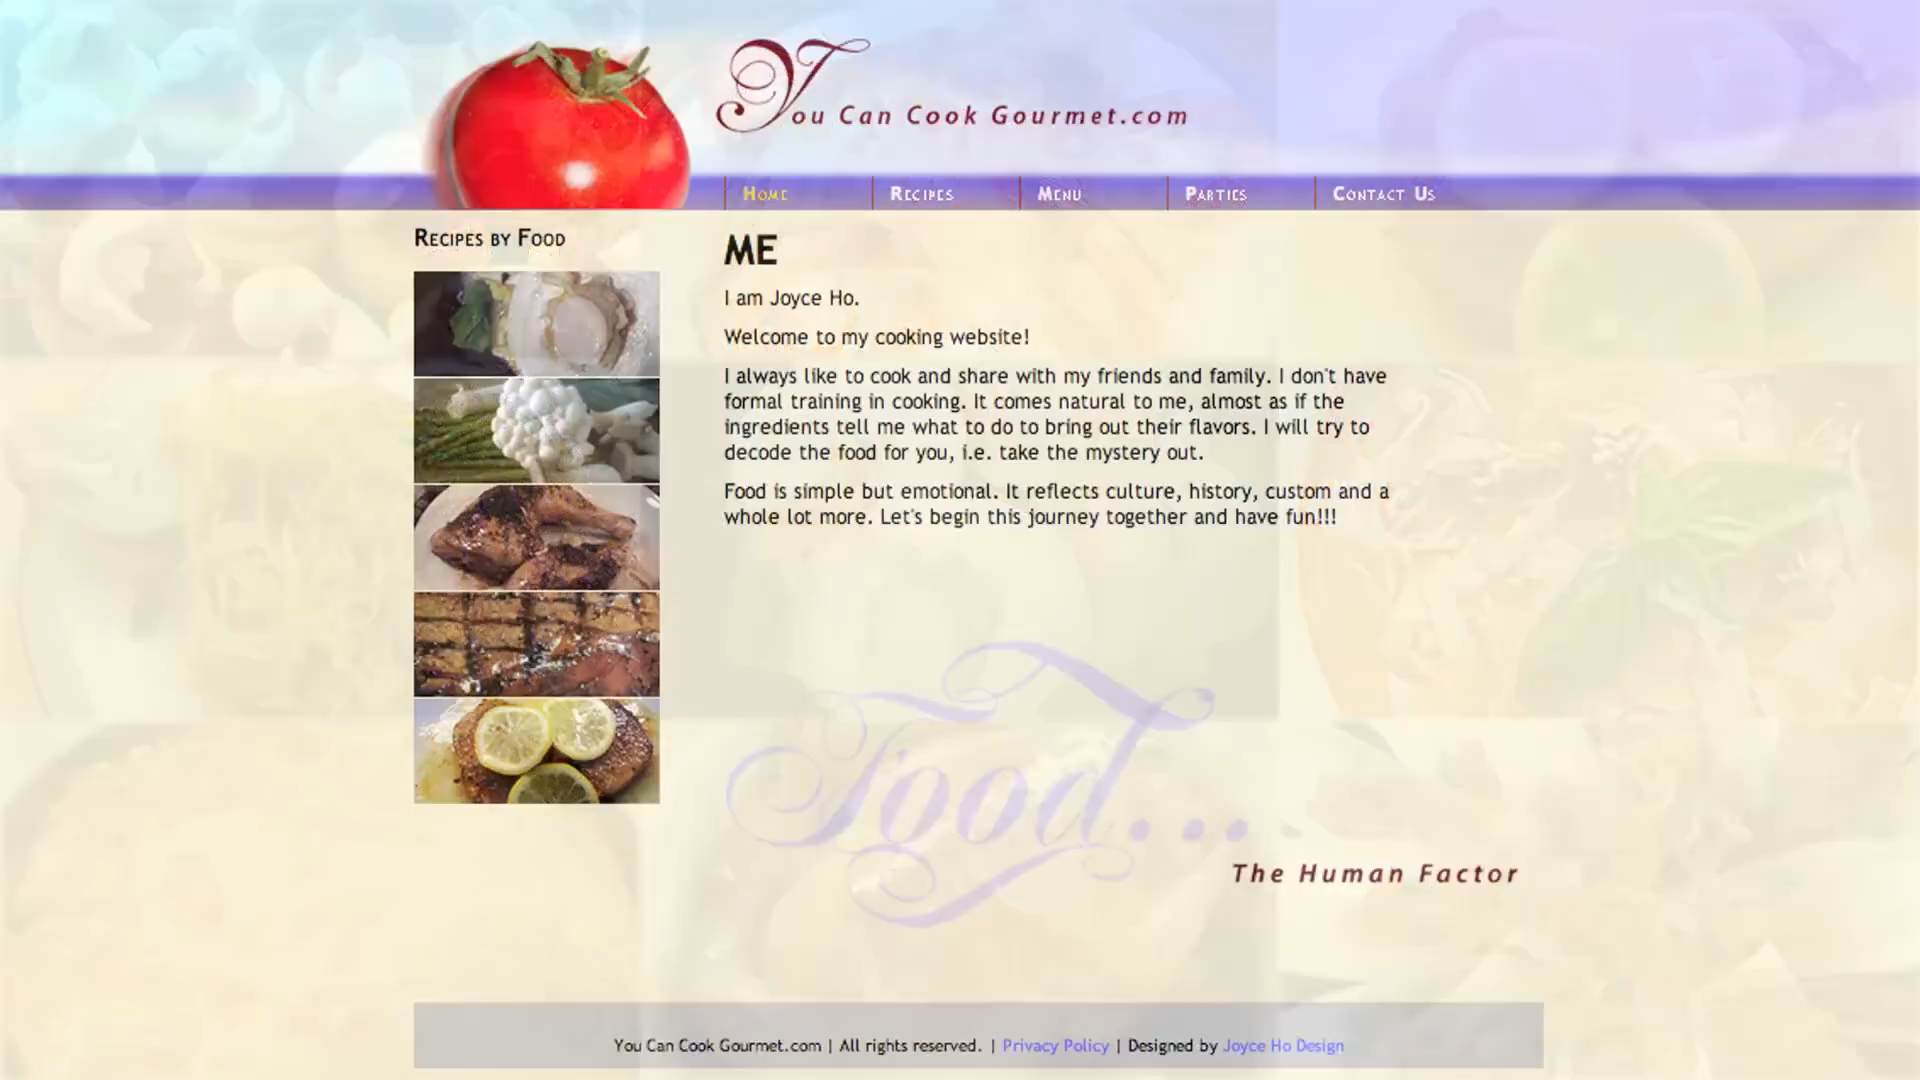 You Can Cook Gourmet.com
Home Recipes Menu Parties Contact Us
Recipes by Food
ME
I am Joyce Ho.
Welcome to my cooking website!
I always like to cook and share with my friends and family. I don't have
formal training in cooking. It comes natural to me, almost as if the
ingredients tell me what to do to bring out their flavors. I will try to
decode the food for you, i.e. take the mystery out.
Food is simple but emotional. It reflects culture, history, custom and a
whole lot more. Let's begin this journey together and have fun!!!
Food...
The Human Factor
You Can Cook Gourmet.com | All rights reserved. | Privacy Policy | Designed by Joyce Ho Design